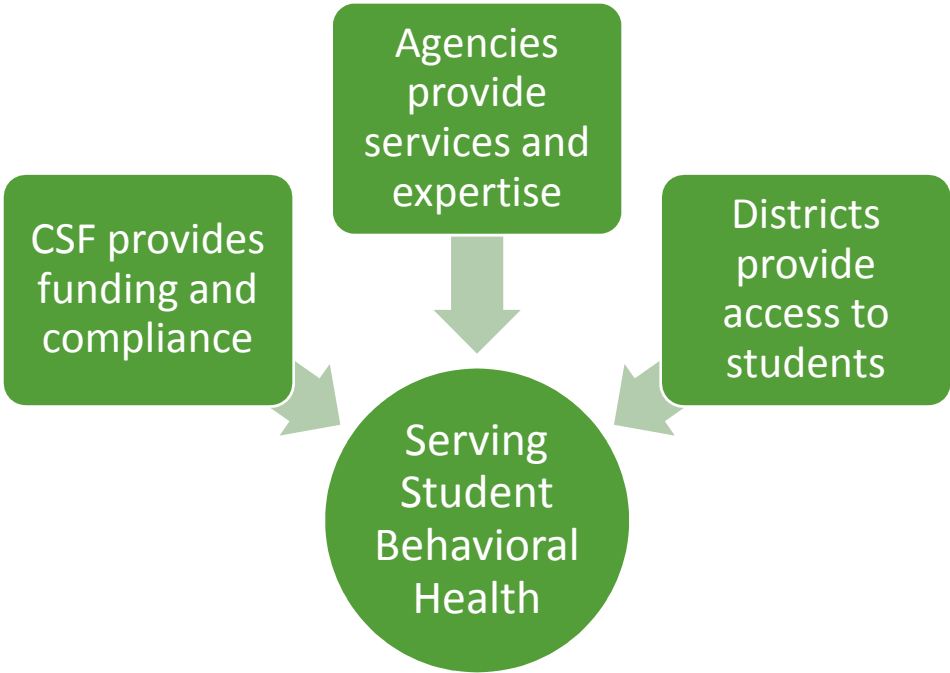 Agencies
provide
services and
expertise
CSF provides
funding and
compliance
Districts
provide
access to
students
Serving
Student
Behavioral
Health